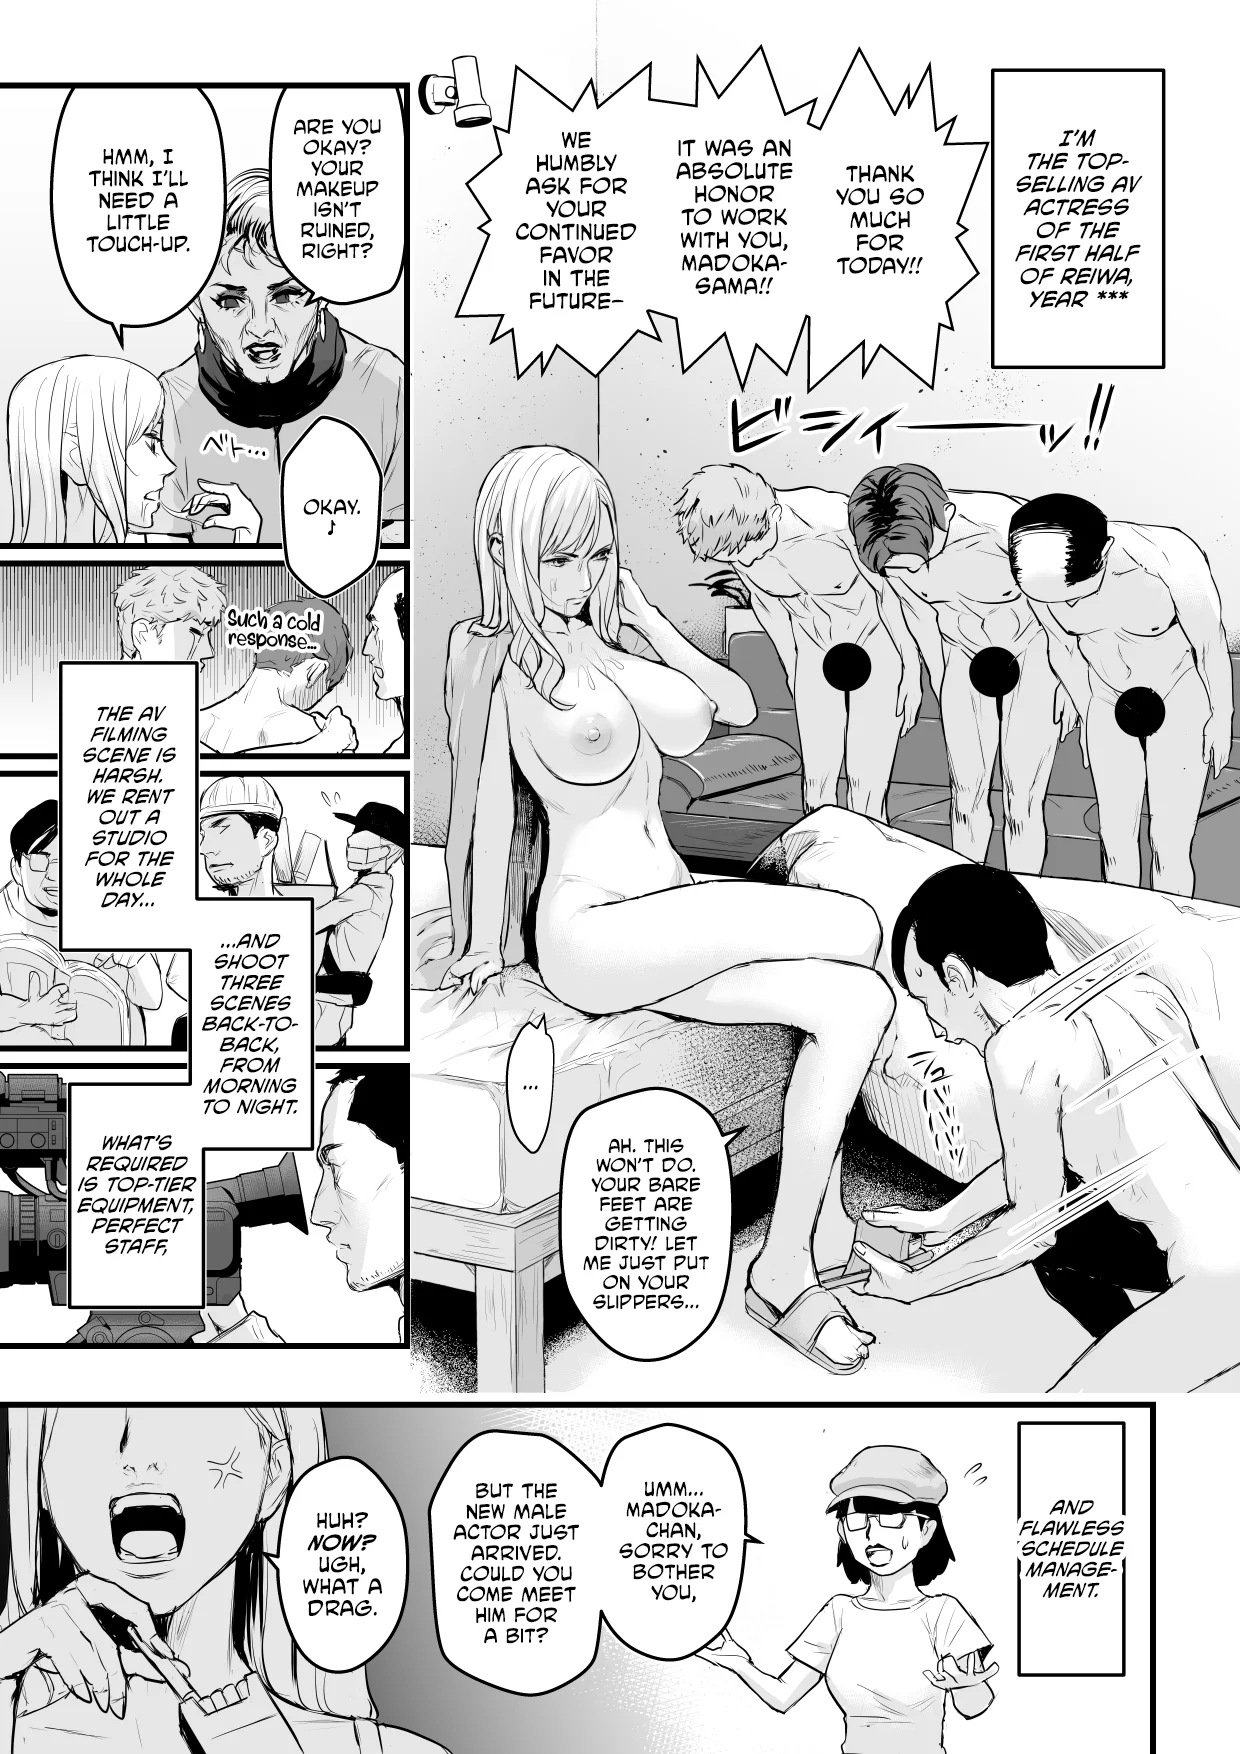 I'M
THE TOP-
SELLING AV
ACTRESS
OF THE
FIRST HALF
OF REIWA,
YEAR ***
THANK
YOU SO
MUCH
FOR
TODAY!!
IT WAS AN
ABSOLUTE
HONOR
TO WORK
WITH YOU,
MADOKA-
SAMA!!
WE
HUMBLY
ASK FOR
YOUR
CONTINUED
FAVOR
IN THE
FUTURE–
ビシィーーッ!!
...
AH. THIS
WON'T DO.
YOUR BARE
FEET ARE
GETTING
DIRTY! LET
ME JUST PUT
ON YOUR
SLIPPERS...
ARE YOU
OKAY?
YOUR
MAKEUP
ISN'T
RUINED,
RIGHT?
HMM, I
THINK I'LL
NEED A
LITTLE
TOUCH-UP.
ベト...
OKAY.
♪
Such a cold
response...
THE AV
FILMING
SCENE IS
HARSH.
WE RENT
OUT A
STUDIO
FOR THE
WHOLE
DAY...
...AND
SHOOT
THREE
SCENES
BACK-TO-
BACK,
FROM
MORNING
TO NIGHT.
WHAT'S
REQUIRED
IS TOP-TIER
EQUIPMENT,
PERFECT
STAFF,
AND
FLAWLESS
SCHEDULE
MANAGE-
MENT.
UMM...
MADOKA-
CHAN,
SORRY TO
BOTHER
YOU,
BUT THE
NEW MALE
ACTOR JUST
ARRIVED.
COULD YOU
COME MEET
HIM FOR
A BIT?
HUH?
NOW?
UGH,
WHAT A
DRAG.